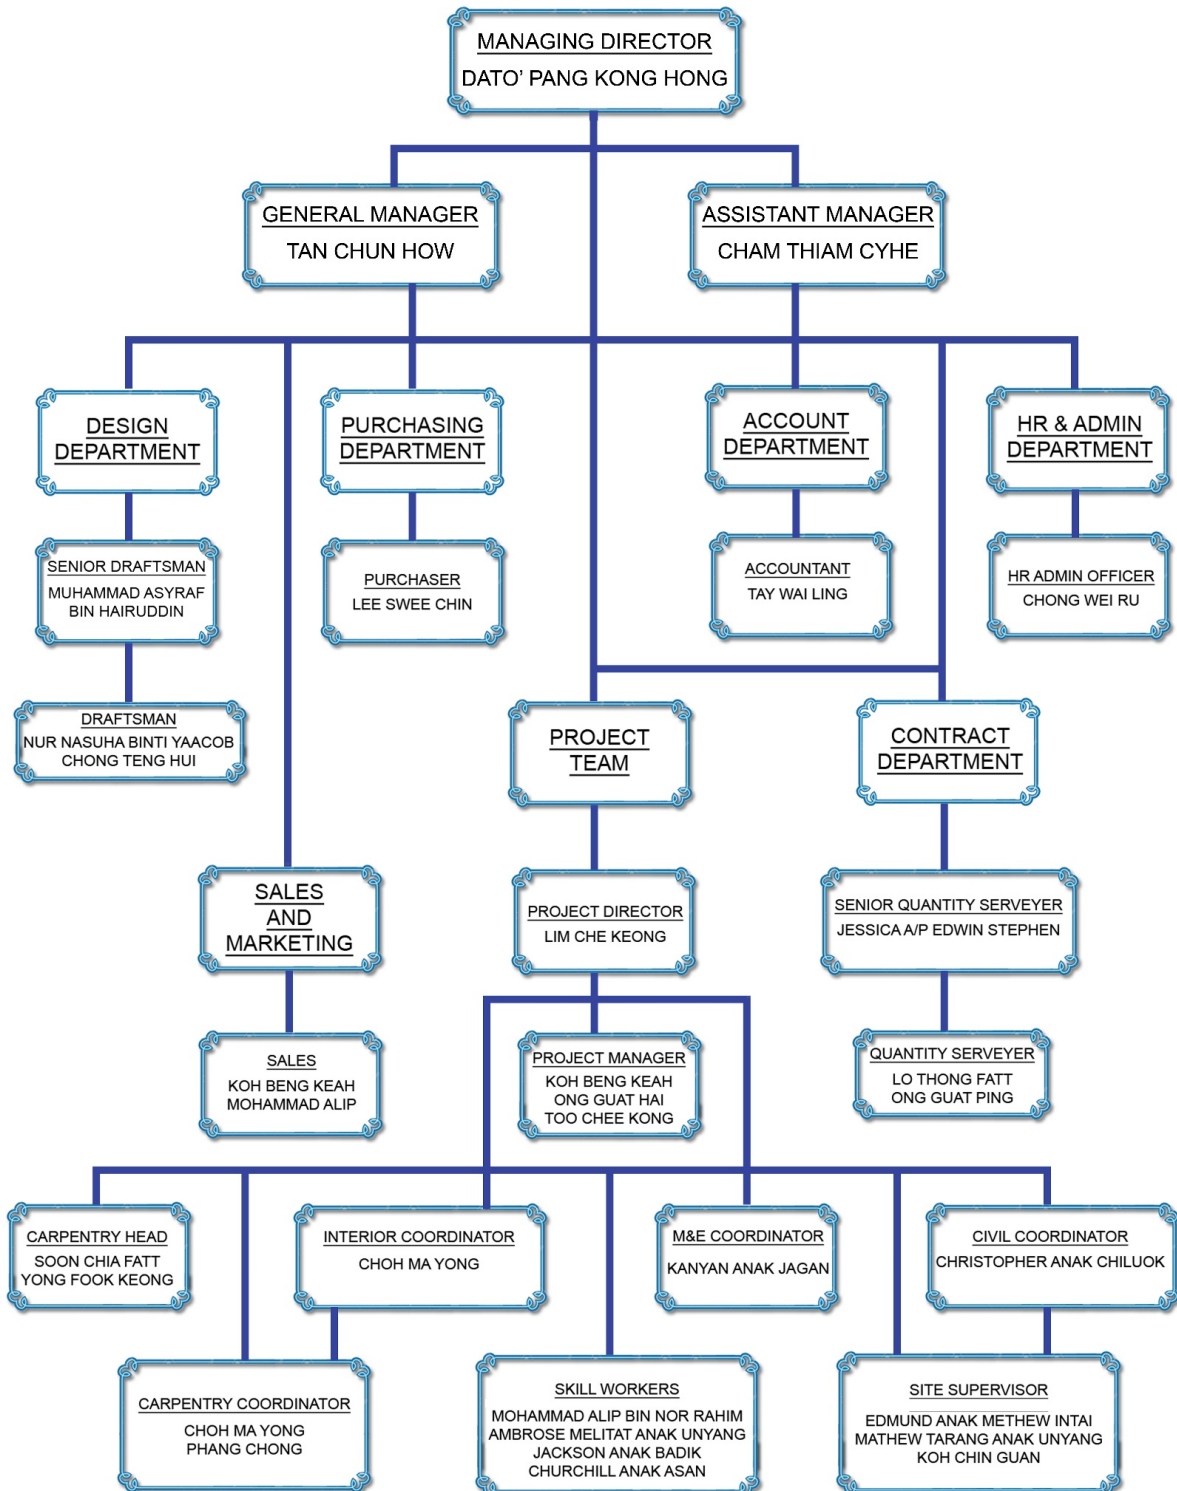 MANAGING DIRECTOR
DATO' PANG KONG HONG
GENERAL MANAGER
TAN CHUN HOW
ASSISTANT MANAGER
CHAM THIAM CYHE
DESIGN
DEPARTMENT
PURCHASING
DEPARTMENT
ACCOUNT
DEPARTMENT
HR & ADMIN
DEPARTMENT
SENIOR DRAFTSMAN
MUHAMMAD ASYRAF
BIN HAIRUDDIN
PURCHASER
LEE SWEE CHIN
ACCOUNTANT
TAY WAI LING
HR ADMIN OFFICER
CHONG WEI RU
DRAFTSMAN
NUR NASUHA BINTI YAACOB
CHONG TENG HUI
PROJECT
TEAM
CONTRACT
DEPARTMENT
SALES
AND
MARKETING
PROJECT DIRECTOR
LIM CHE KEONG
SENIOR QUANTITY SERVEYER
JESSICA A/P EDWIN STEPHEN
SALES
KOH BENG KEAH
MOHAMMAD ALIP
PROJECT MANAGER
KOH BENG KEAH
ONG GUAT HAI
TOO CHEE KONG
QUANTITY SERVEYER
LO THONG FATT
ONG GUAT PING
CARPENTRY HEAD
SOON CHIA FATT
YONG FOOK KEONG
INTERIOR COORDINATOR
CHOH MA YONG
M&E COORDINATOR
KANYAN ANAK JAGAN
CIVIL COORDINATOR
CHRISTOPHER ANAK CHILUOK
CARPENTRY COORDINATOR
CHOH MA YONG
PHANG CHONG
SKILL WORKERS
MOHAMMAD ALIP BIN NOR RAHIM
AMBROSE MELITAT ANAK UNYANG
JACKSON ANAK BADIK
CHURCHILL ANAK ASAN
SITE SUPERVISOR
EDMUND ANAK METHEW INTAI
MATHEW TARANG ANAK UNYANG
KOH CHIN GUAN